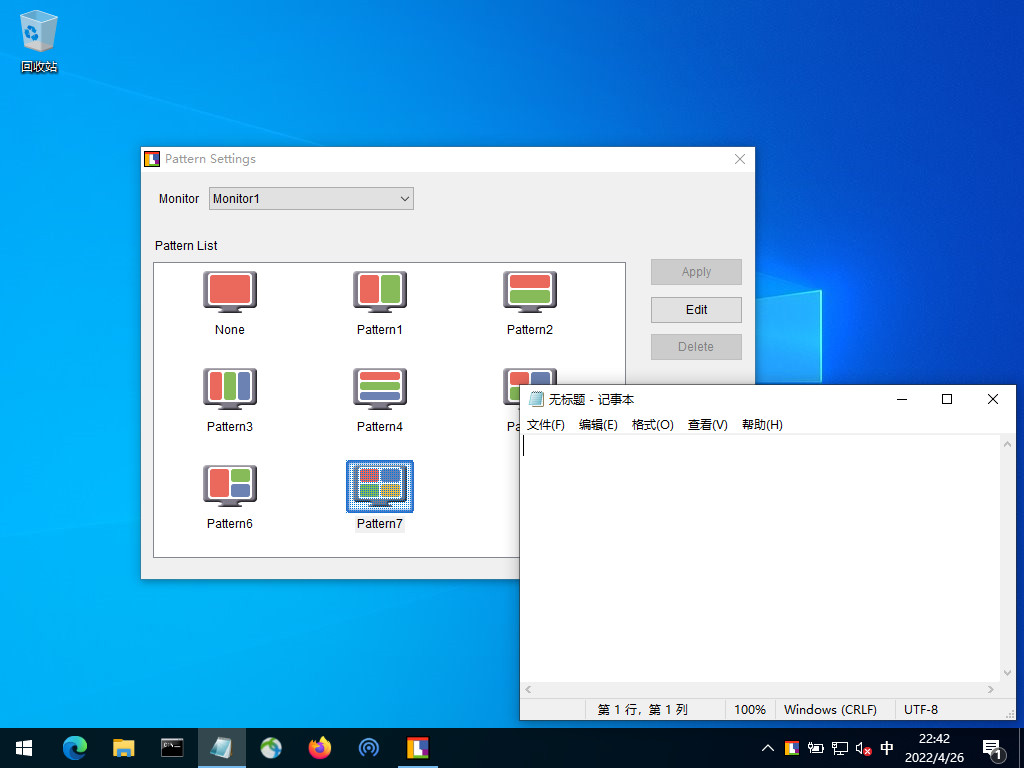 回收站
Pattern Settings
Monitor
Monitor1
Pattern List
None
Pattern1
Pattern2
Apply
Edit
Delete
Pattern3
Pattern4
Pa
Pattern6
Pattern7
无标题 - 记事本
文件(F) 编辑(E) 格式(O) 查看(V) 帮助(H)
第 1 行，第 1 列 100% Windows (CRLF) UTF-8
中
22:42
2022/4/26
1